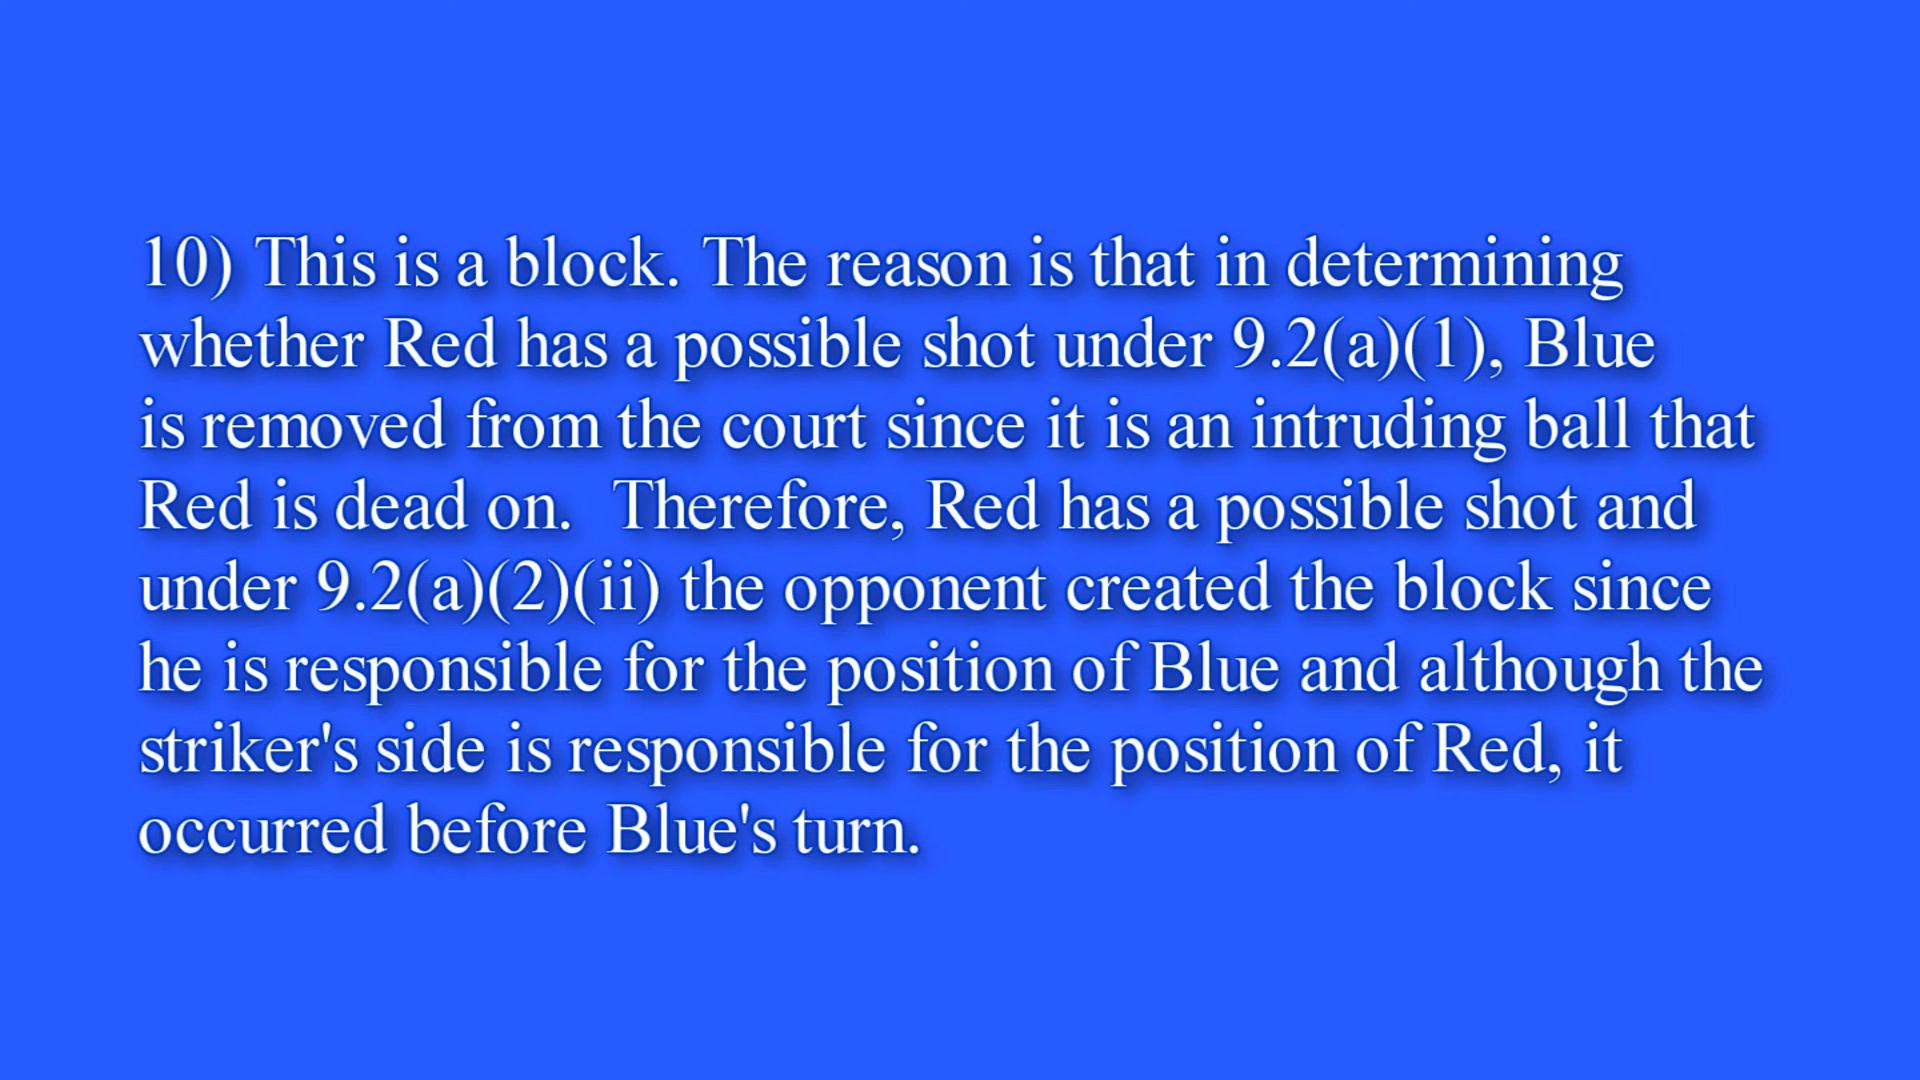 10) This is a block.  The reason is that in determining
whether Red has a possible shot under 9.2(a)(1), Blue
is removed from the court since it is an intruding ball that
Red is dead on.  Therefore, Red has a possible shot and
under 9.2(a)(2)(ii) the opponent created the block since
he is responsible for the position of Blue and although the
striker's side is responsible for the position of Red, it
occurred before Blue's turn.